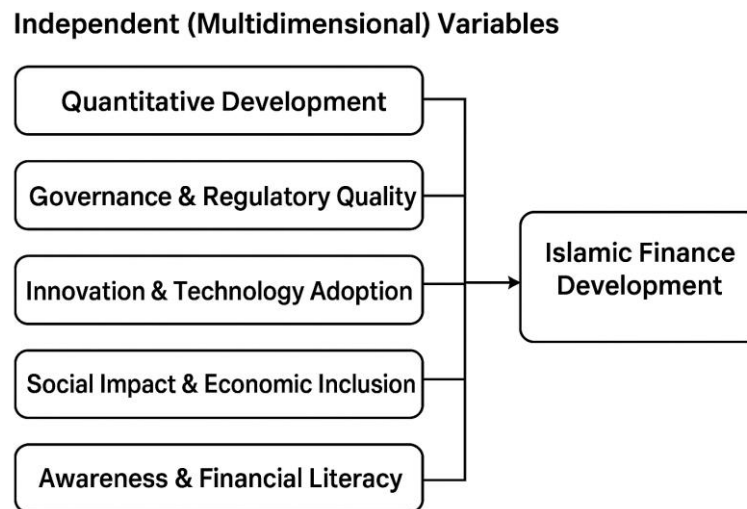 Independent (Multidimensional) Variables
Quantitative Development
Governance & Regulatory Quality
Innovation & Technology Adoption
Social Impact & Economic Inclusion
Awareness & Financial Literacy
Islamic Finance
Development